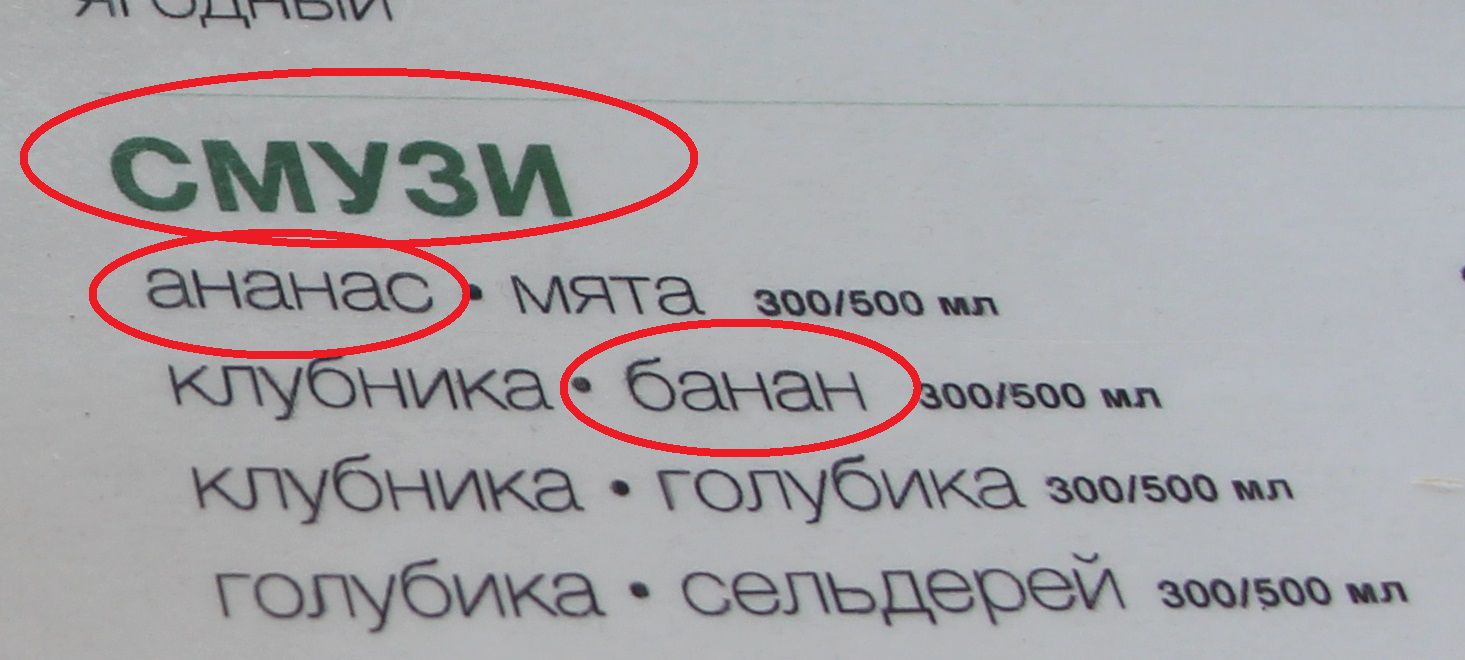 ягодный
СМУЗИ
ананас • мята 300/500 мл
клубника • банан 300/500 мл
клубника • голубика 300/500 мл
голубика • сельдерей 300/500 мл